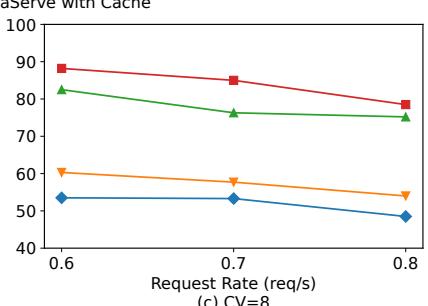 aServe with Cache
100
90
80
70
60
50
40
0.6 0.7 0.8
Request Rate (req/s)
(c) CV=8